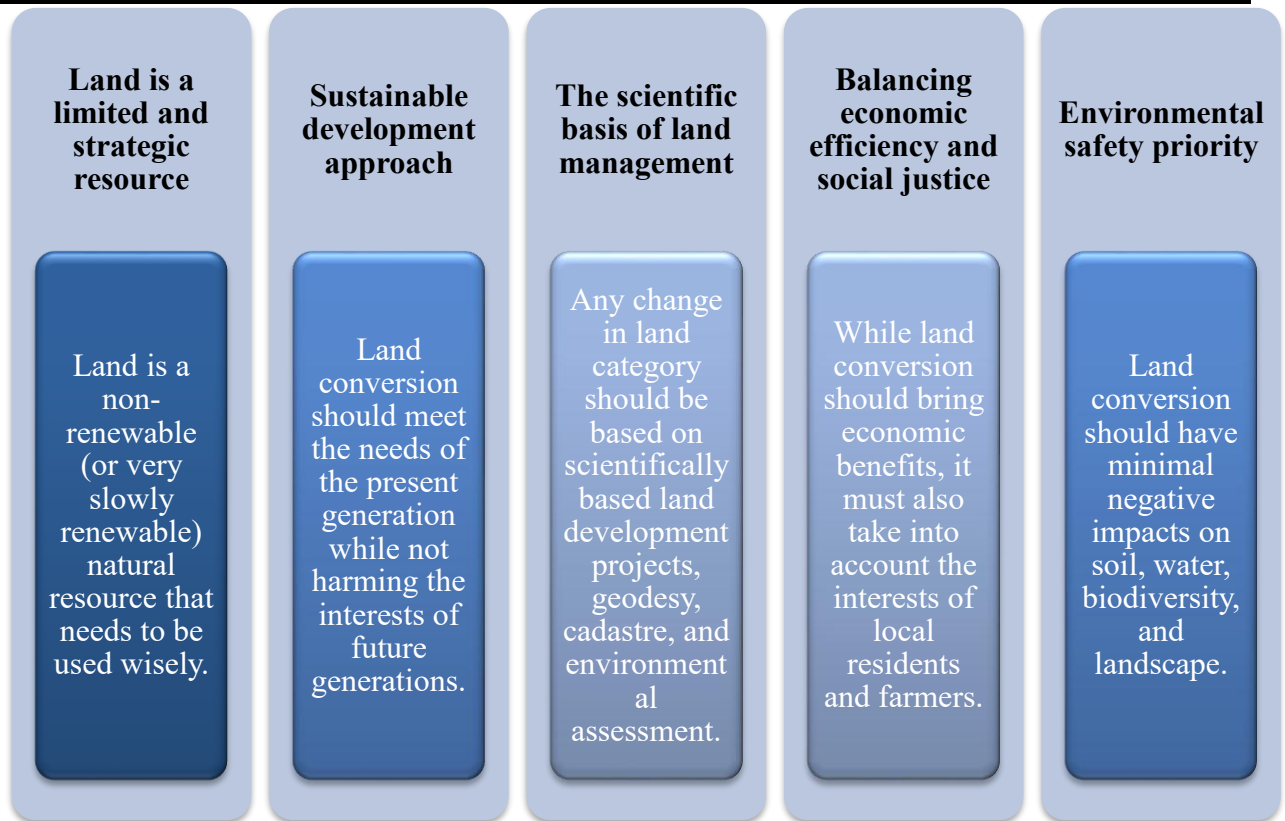 Land is a
limited and
strategic
resource
Land is a
non-
renewable
(or very
slowly
renewable)
natural
resource that
needs to be
used wisely.
Sustainable
development
approach
Land
conversion
should meet
the needs of
the present
generation
while not
harming the
interests of
future
generations.
The scientific
basis of land
management
Any change
in land
category
should be
based on
scientifically
based land
development
projects,
geodesy,
cadastre, and
environment
al
assessment.
Balancing
economic
efficiency and
social justice
While land
conversion
should bring
economic
benefits, it
must also
take into
account the
interests of
local
residents
and farmers.
Environmental
safety priority
Land
conversion
should have
minimal
negative
impacts on
soil, water,
biodiversity,
and
landscape.